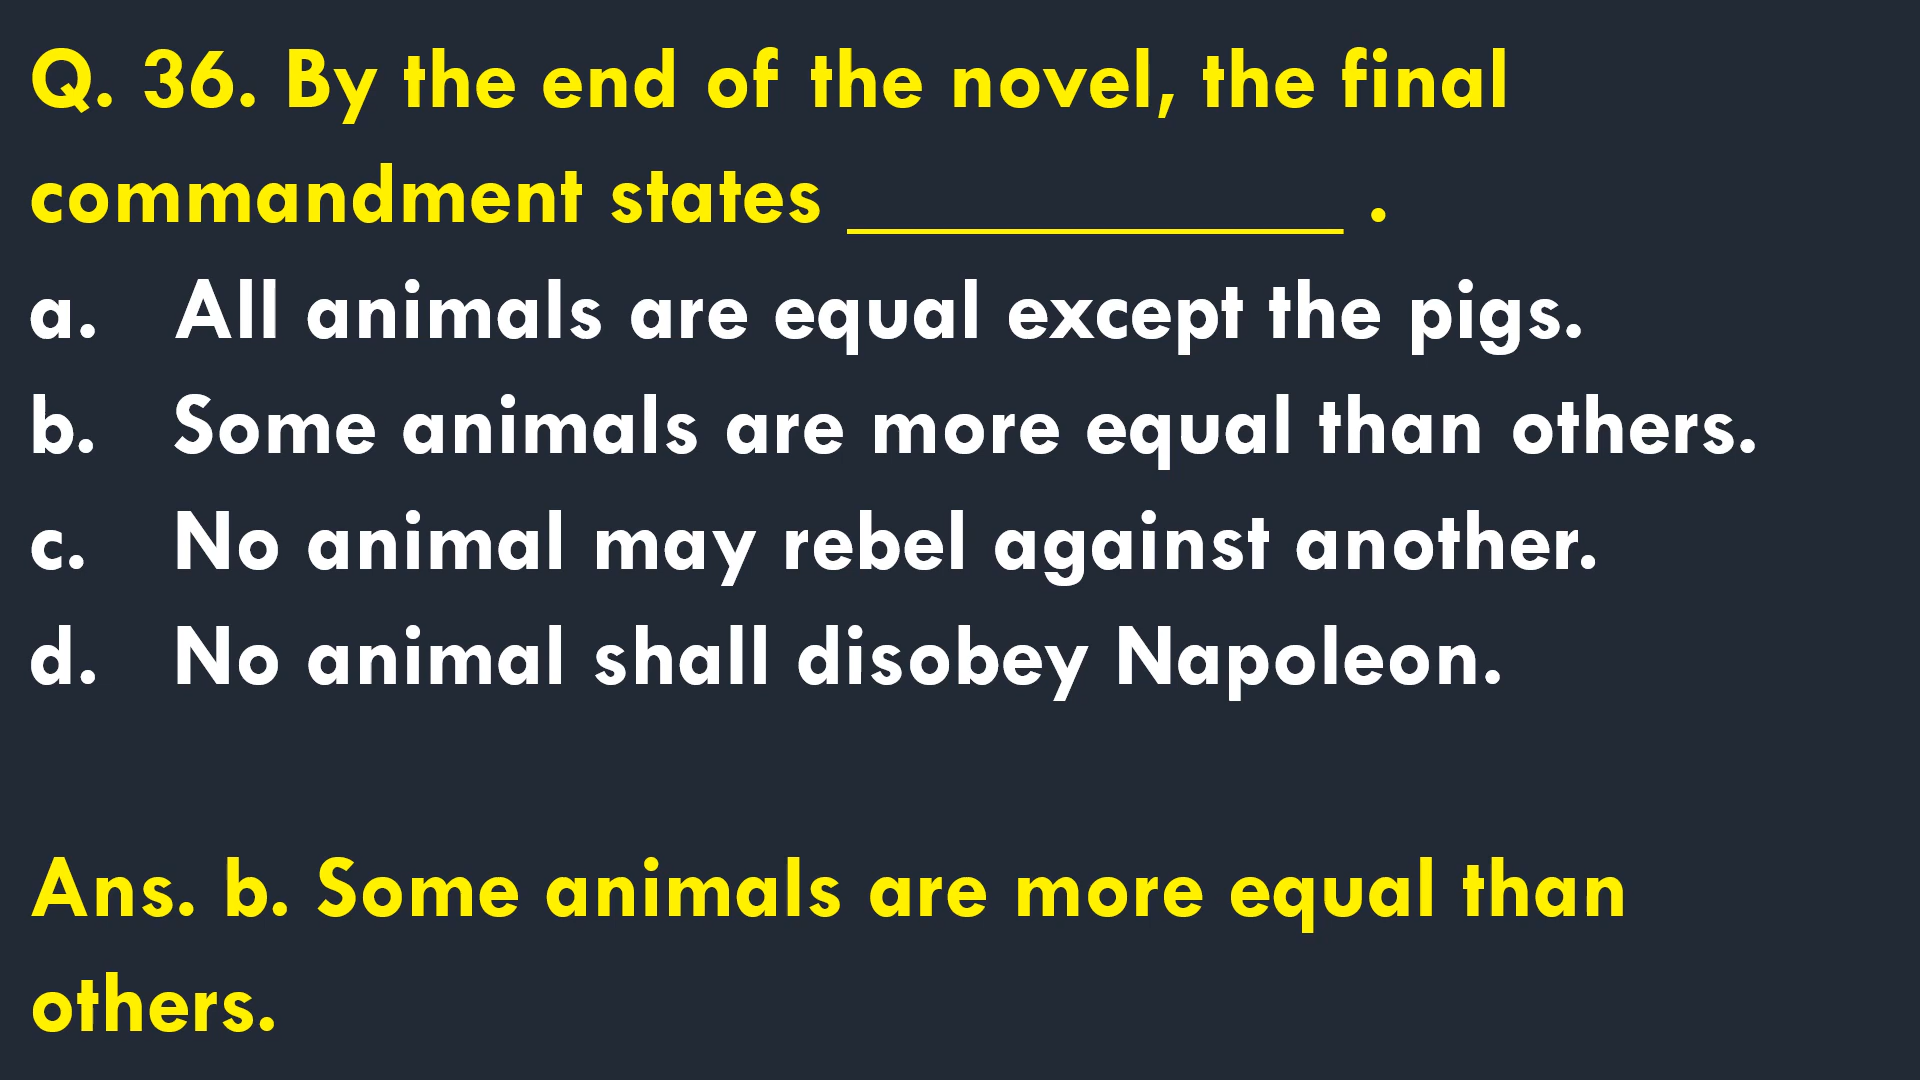 Q. 36. By the end of the novel, the final
commandment states _____________ .
a. All animals are equal except the pigs.
b. Some animals are more equal than others.
c. No animal may rebel against another.
d. No animal shall disobey Napoleon.
Ans. b. Some animals are more equal than
others.